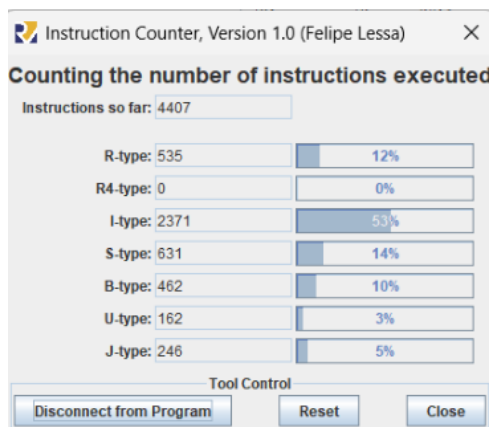 Instruction Counter, Version 1.0 (Felipe Lessa)
Counting the number of instructions executed
Instructions so far: 4407
R-type: 535 12%
R4-type: 0 0%
I-type: 2371 53%
S-type: 631 14%
B-type: 462 10%
U-type: 162 3%
J-type: 246 5%
Tool Control
Disconnect from Program Reset Close